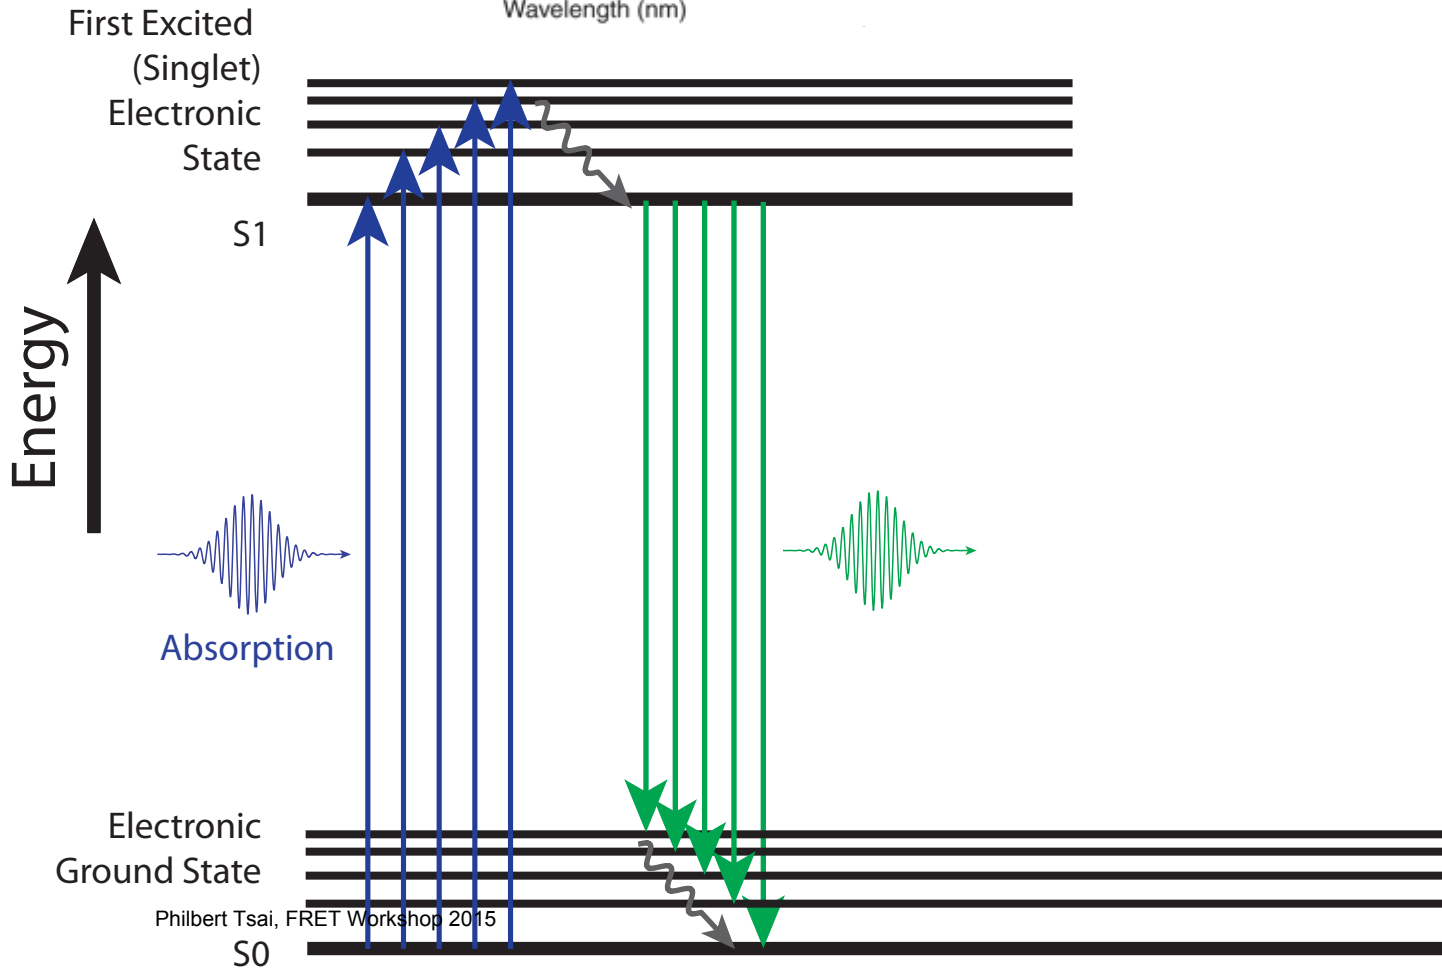 Wavelength (nm)
First Excited
(Singlet)
Electronic
State
S1
Energy
Absorption
Electronic
Ground State
Philbert Tsai, FRET Workshop 2015
S0